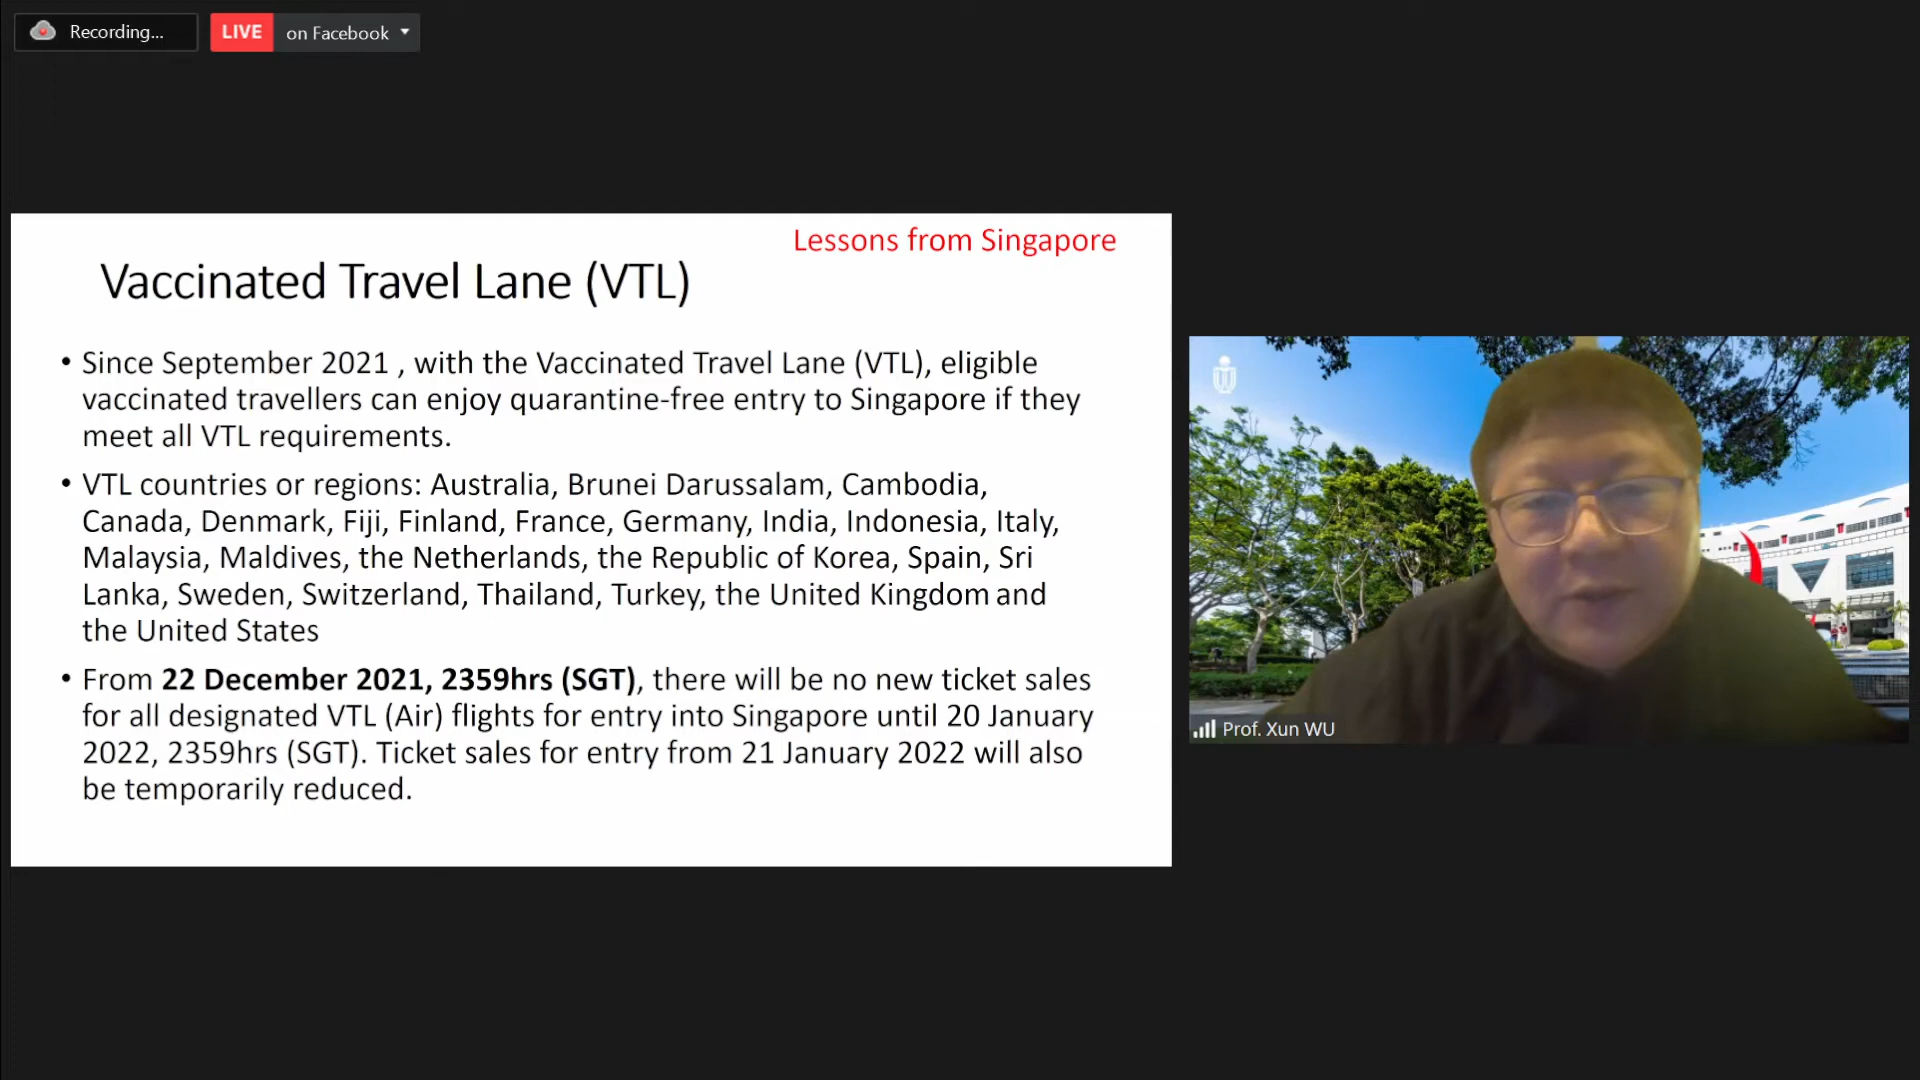 Recording...
LIVE on Facebook
Lessons from Singapore
Vaccinated Travel Lane (VTL)
• Since September 2021 , with the Vaccinated Travel Lane (VTL), eligible
vaccinated travellers can enjoy quarantine-free entry to Singapore if they
meet all VTL requirements.
• VTL countries or regions: Australia, Brunei Darussalam, Cambodia,
Canada, Denmark, Fiji, Finland, France, Germany, India, Indonesia, Italy,
Malaysia, Maldives, the Netherlands, the Republic of Korea, Spain, Sri
Lanka, Sweden, Switzerland, Thailand, Turkey, the United Kingdom and
the United States
• From 22 December 2021, 2359hrs (SGT), there will be no new ticket sales
for all designated VTL (Air) flights for entry into Singapore until 20 January
2022, 2359hrs (SGT). Ticket sales for entry from 21 January 2022 will also
be temporarily reduced.
Prof. Xun WU